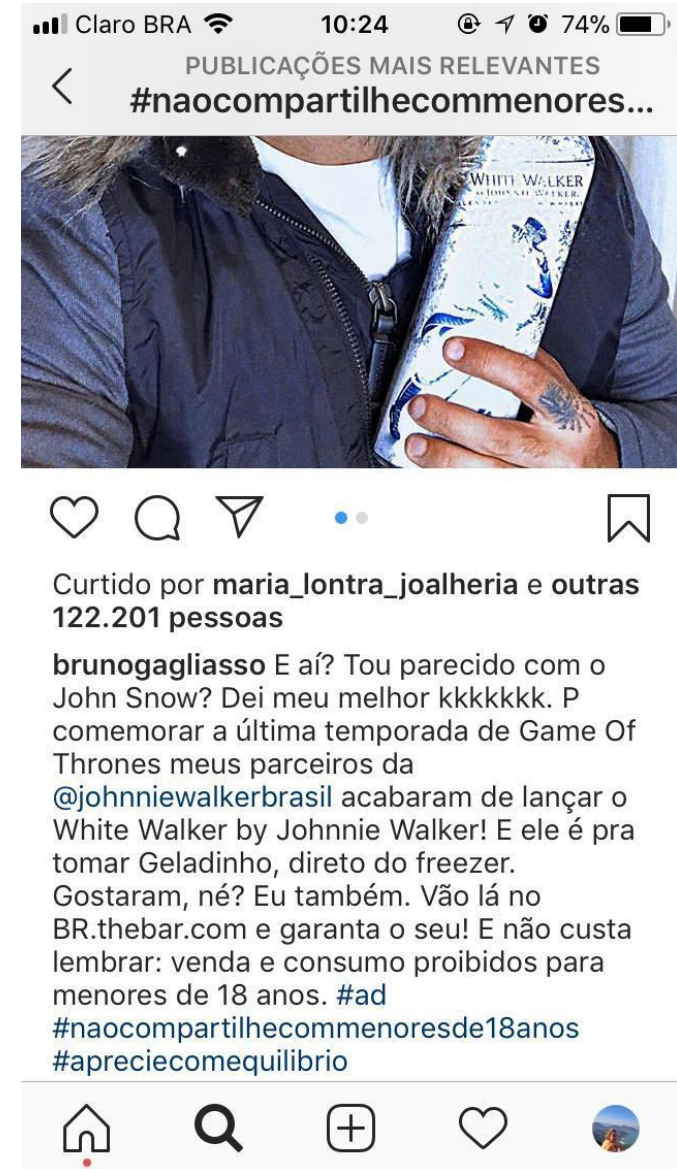 Claro BRA 10:24 74%
PUBLICAÇÕES MAIS RELEVANTES
#naocompartilhecommenores...
WHITE WALKER
BY JOHNNIE WALKER.
Curtido por maria_lontra_joalheria e outras
122.201 pessoas
brunogagliasso E aí? Tou parecido com o
John Snow? Dei meu melhor kkkkkkk. P
comemorar a última temporada de Game Of
Thrones meus parceiros da
@johnniewalkerbrasil acabaram de lançar o
White Walker by Johnnie Walker! E ele é pra
tomar Geladinho, direto do freezer.
Gostaram, né? Eu também. Vão lá no
BR.thebar.com e garanta o seu! E não custa
lembrar: venda e consumo proibidos para
menores de 18 anos. #ad
#naocompartilhecommenoresde18anos
#apreciecomequilibrio